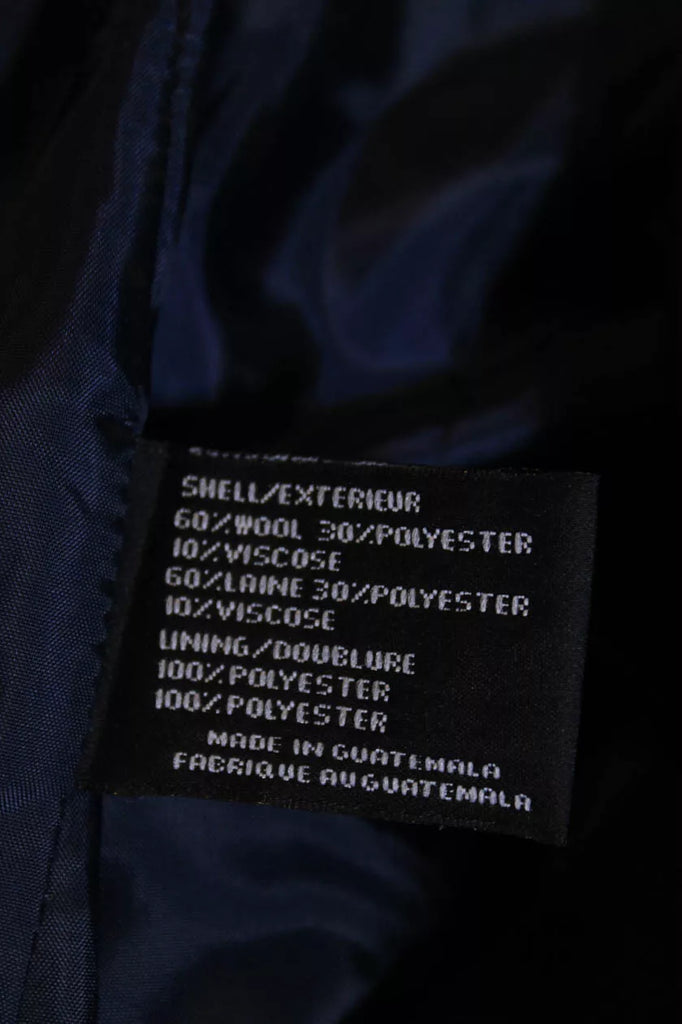 SHELL/EXTERIEUR
60%WOOL 30%POLYESTER
10%VISCOSE
60%LAINE 30%POLYESTER
10%VISCOSE
LINING/DOUBLURE
100%POLYESTER
100%POLYESTER
MADE IN GUATEMALA
FABRIQUE AU GUATEMALA